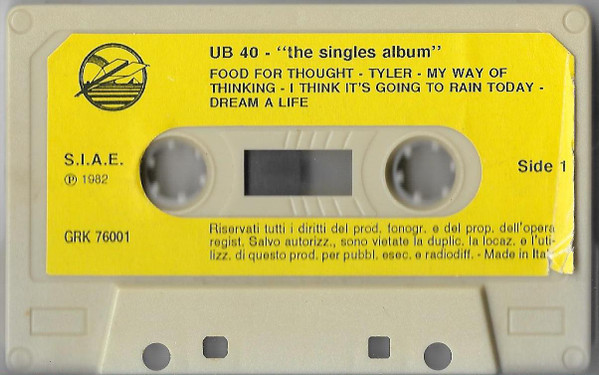 UB 40 - "the singles album"
FOOD FOR THOUGHT - TYLER - MY WAY OF
THINKING - I THINK IT'S GOING TO RAIN TODAY -
DREAM A LIFE
S.I.A.E.
℗ 1982
Side 1
GRK 76001
Riservati tutti i diritti del prod. fonogr. e del prop. dell'opera
regist. Salvo autorizz., sono vietate la duplic. la locaz. e l'uti-
lizz. di questo prod. per pubbl. esec. e radiodiff. - Made in Ital